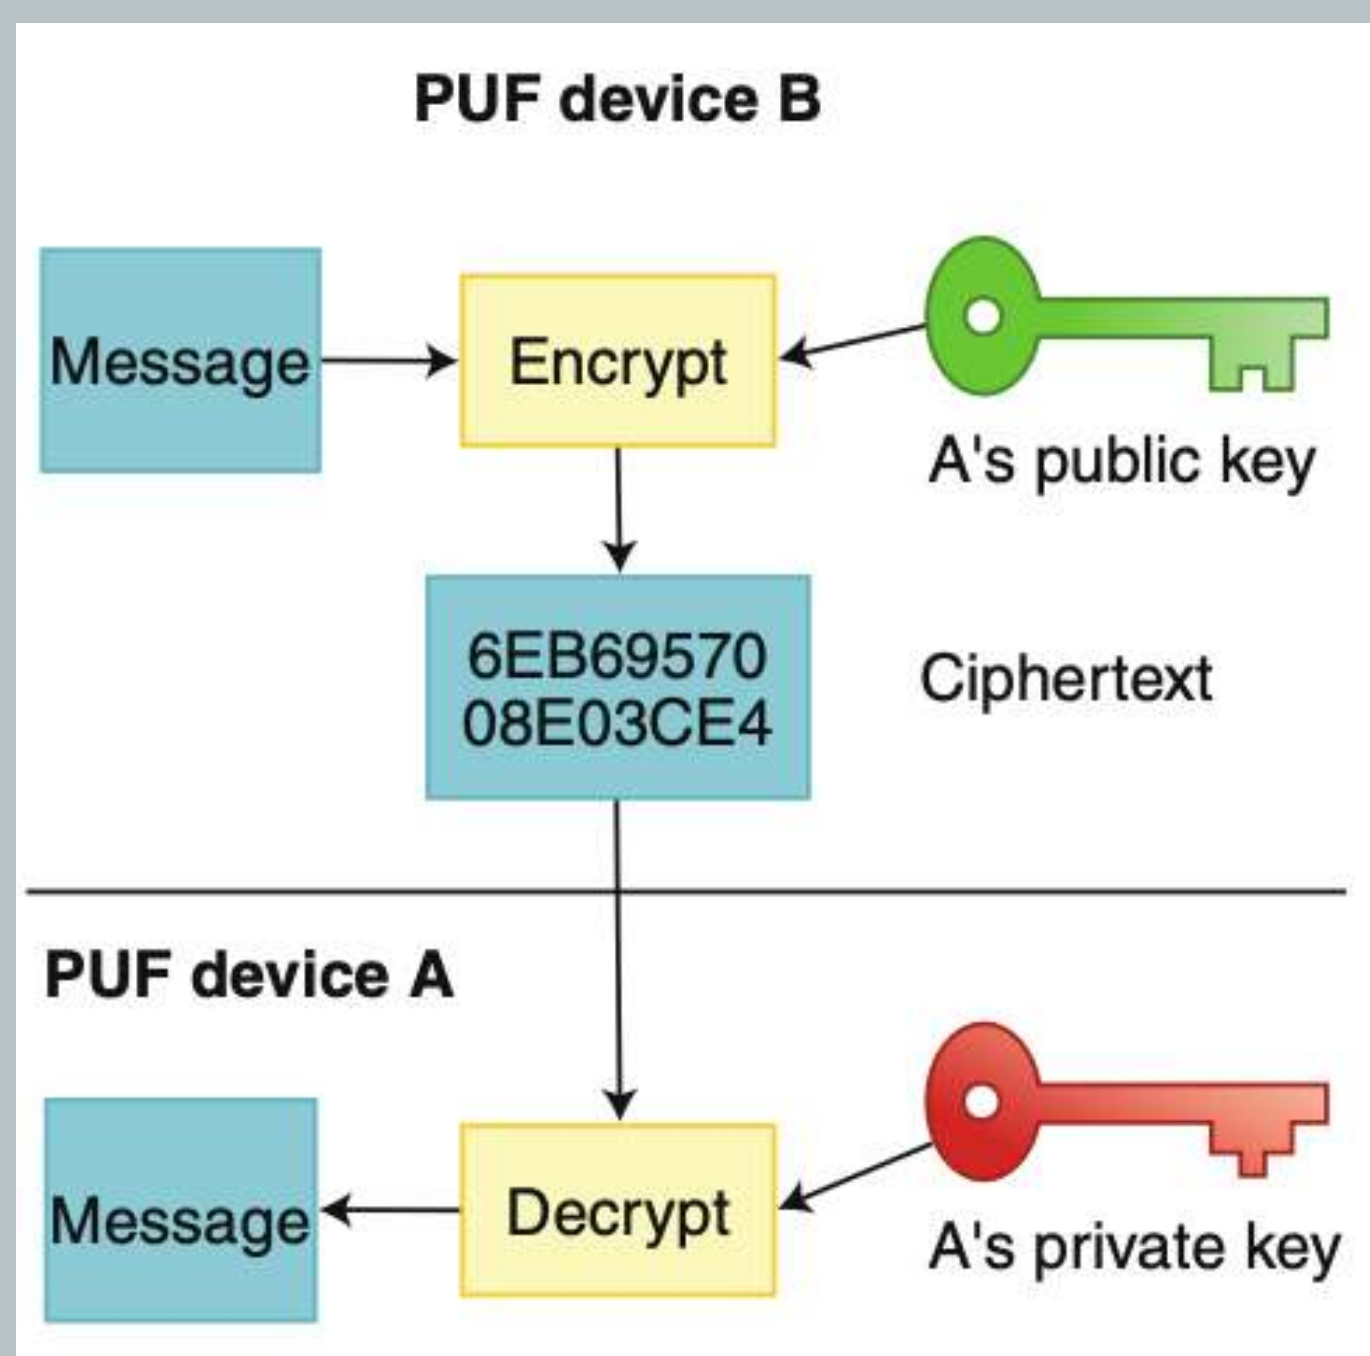 PUF device B
Message
Encrypt
A's public key
6EB69570
08E03CE4
Ciphertext
PUF device A
Message
Decrypt
A's private key